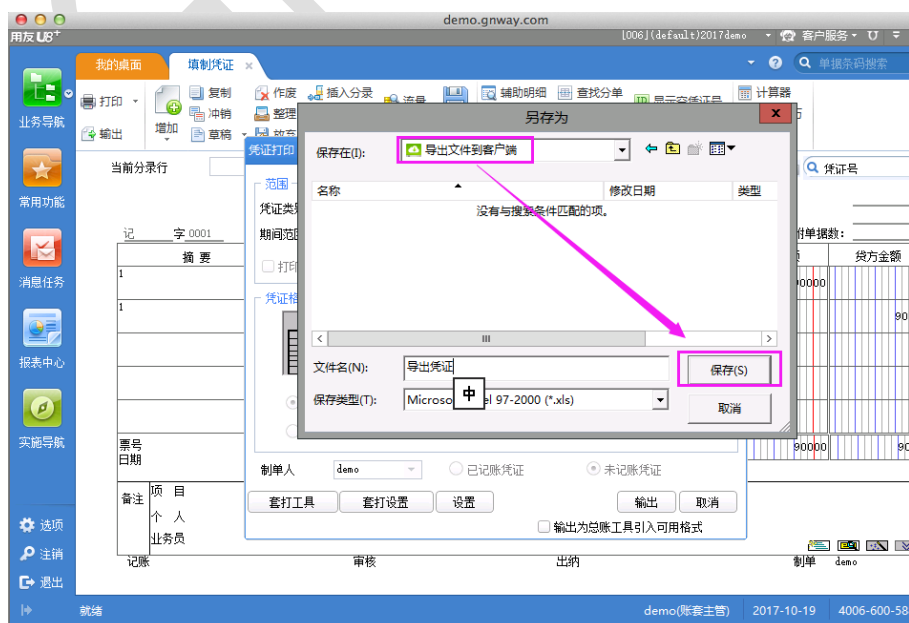 demo.gnway.com
用友 U8+
[006](default)2017demo
客户服务
我的桌面
填制凭证
单据条码搜索
业务导航
常用功能
消息任务
报表中心
实施导航
选项
注销
退出
打印
输出
增加
复制
冲销
草稿
作废
整理
放弃
插入分录
流量
辅助明细
查找分单
显示空凭证号
计算器
当前分录行
凭证号
记 字 0001
附单据数:
摘要
贷方金额
1
90000
1
90
票号
日期
90000
90
备注
项 目
个 人
业务员
记账
审核
出纳
制单 demo
凭证打印
范围
凭证类
期间范围
打印
凭证格
制单人
demo
已记账凭证
未记账凭证
套打工具
套打设置
设置
输出
取消
输出为总账工具引入可用格式
另存为
x
保存在(I):
导出文件到客户端
名称
修改日期
类型
没有与搜索条件匹配的项。
文件名(N):
导出凭证
保存(S)
中
保存类型(T):
Microso el 97-2000 (*.xls)
取消
就绪
demo(账套主管)
2017-10-19
4006-600-58